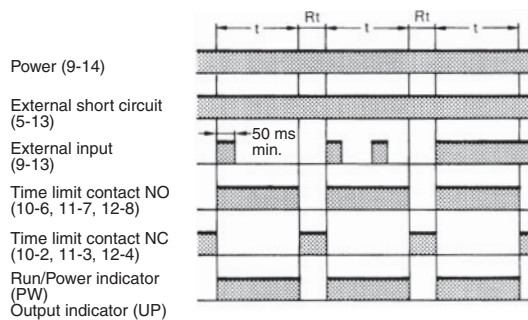 t Rt t Rt t
Power (9-14)
External short circuit
(5-13)
External input
(9-13)
50 ms
min.
Time limit contact NO
(10-6, 11-7, 12-8)
Time limit contact NC
(10-2, 11-3, 12-4)
Run/Power indicator
(PW)
Output indicator (UP)